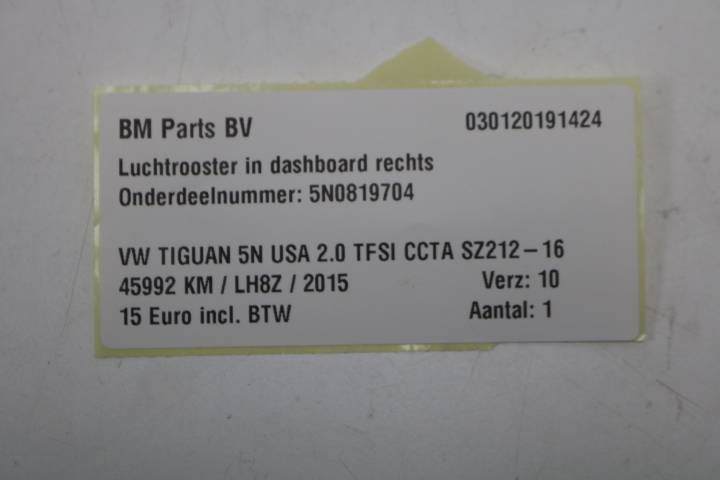 BM Parts BV 030120191424
Luchtrooster in dashboard rechts
Onderdeelnummer: 5N0819704
VW TIGUAN 5N USA 2.0 TFSI CCTA SZ212-16
45992 KM / LH8Z / 2015 Verz: 10
15 Euro incl. BTW Aantal: 1